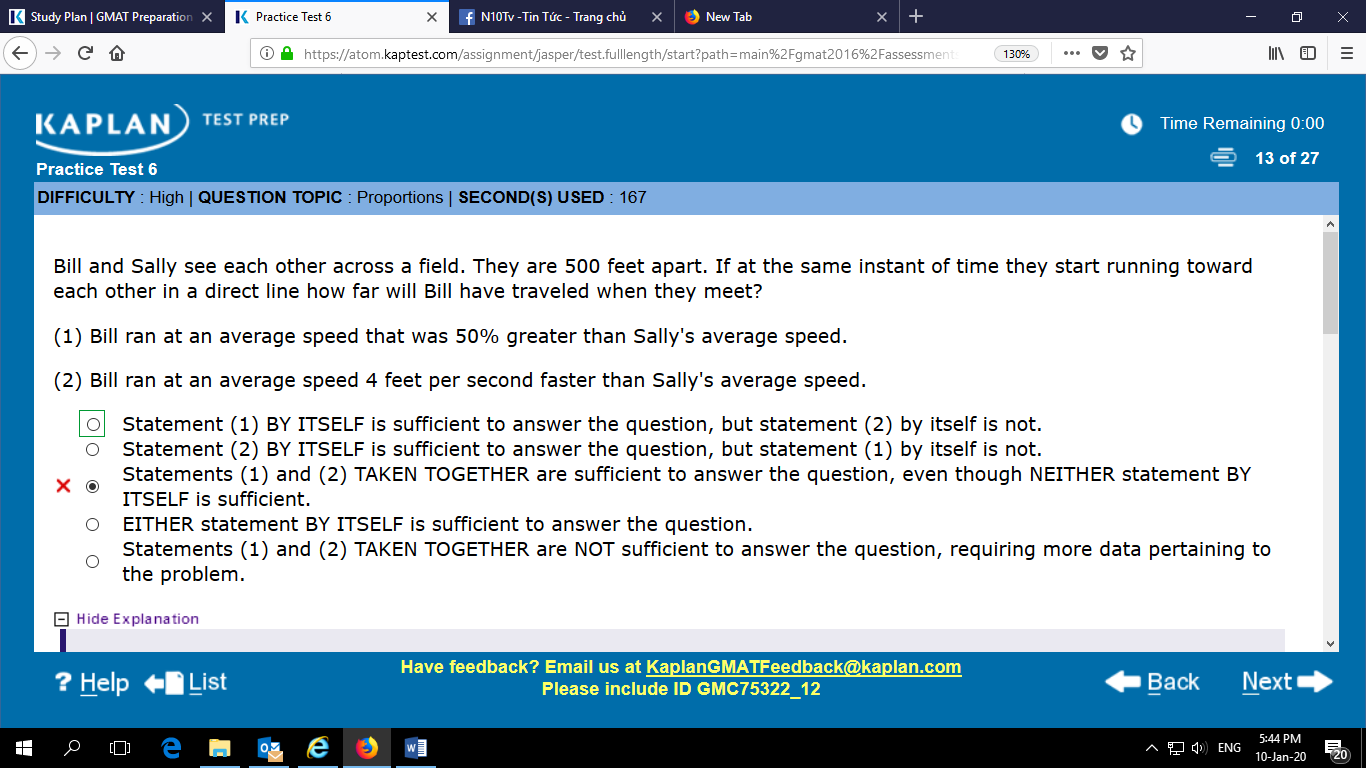 Study Plan | GMAT Preparation
Practice Test 6
N10Tv -Tin Tức - Trang chủ
New Tab
https://atom.kaptest.com/assignment/jasper/test.fulllength/start?path=main%2Fgmat2016%2Fassessment
130%
KAPLAN TEST PREP
Time Remaining 0:00
Practice Test 6
13 of 27
DIFFICULTY : High | QUESTION TOPIC : Proportions | SECOND(S) USED : 167
Bill and Sally see each other across a field. They are 500 feet apart. If at the same instant of time they start running toward
each other in a direct line how far will Bill have traveled when they meet?
(1) Bill ran at an average speed that was 50% greater than Sally's average speed.
(2) Bill ran at an average speed 4 feet per second faster than Sally's average speed.
Statement (1) BY ITSELF is sufficient to answer the question, but statement (2) by itself is not.
Statement (2) BY ITSELF is sufficient to answer the question, but statement (1) by itself is not.
Statements (1) and (2) TAKEN TOGETHER are sufficient to answer the question, even though NEITHER statement BY
ITSELF is sufficient.
EITHER statement BY ITSELF is sufficient to answer the question.
Statements (1) and (2) TAKEN TOGETHER are NOT sufficient to answer the question, requiring more data pertaining to
the problem.
Hide Explanation
Have feedback? Email us at KaplanGMATFeedback@kaplan.com
Please include ID GMC75322_12
? Help
List
Back
Next
ENG
5:44 PM
10-Jan-20
20